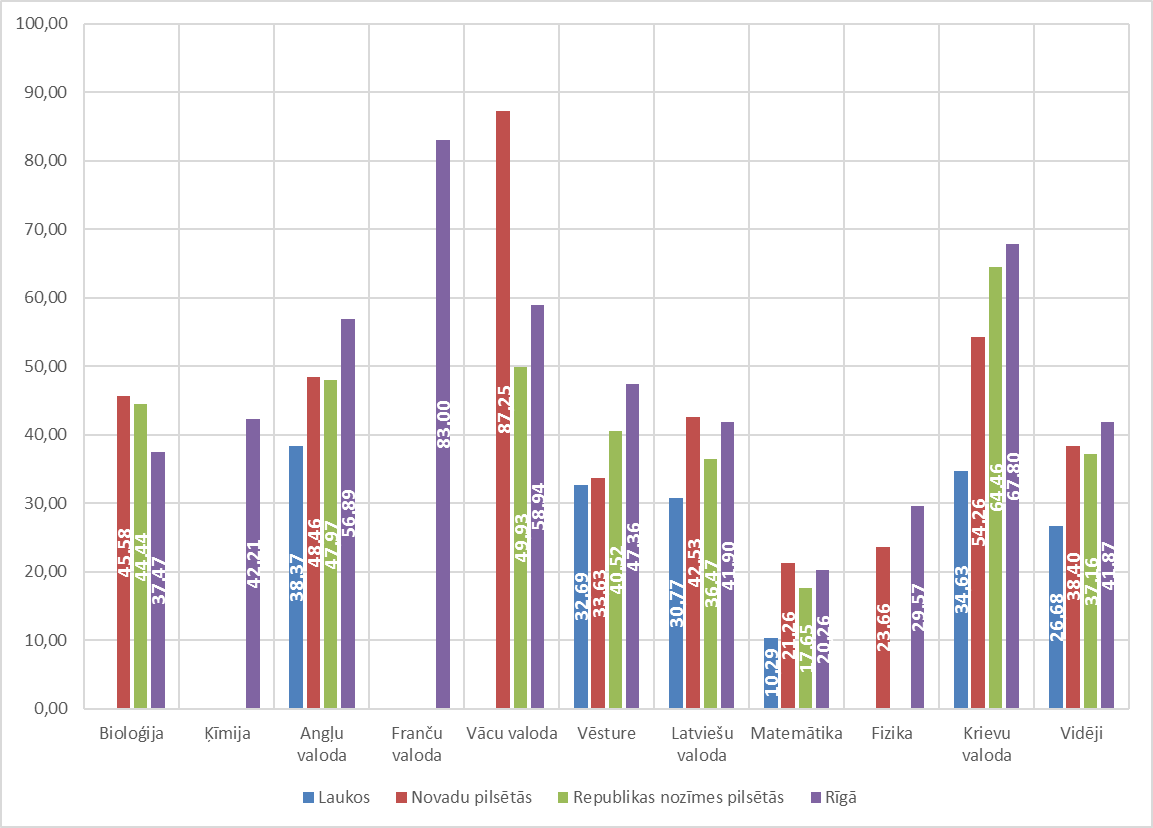 100,00
90,00
80,00
70,00
60,00
50,00
40,00
30,00
20,00
10,00
0,00
45.58
44.44
37.47
42.21
38.37
48.46
47.97
56.89
83.00
87.25
49.93
58.94
32.69
33.63
40.52
47.36
30.77
42.53
36.47
41.90
10.29
21.26
17.65
20.26
23.66
29.57
34.63
54.26
64.46
67.80
26.68
38.40
37.16
41.87
Bioloģija
Ķīmija
Angļu
valoda
Franču
valoda
Vācu valoda
Vēsture
Latviešu
valoda
Matemātika
Fizika
Krievu
valoda
Vidēji
Laukos
Novadu pilsētās
Republikas nozīmes pilsētās
Rīgā